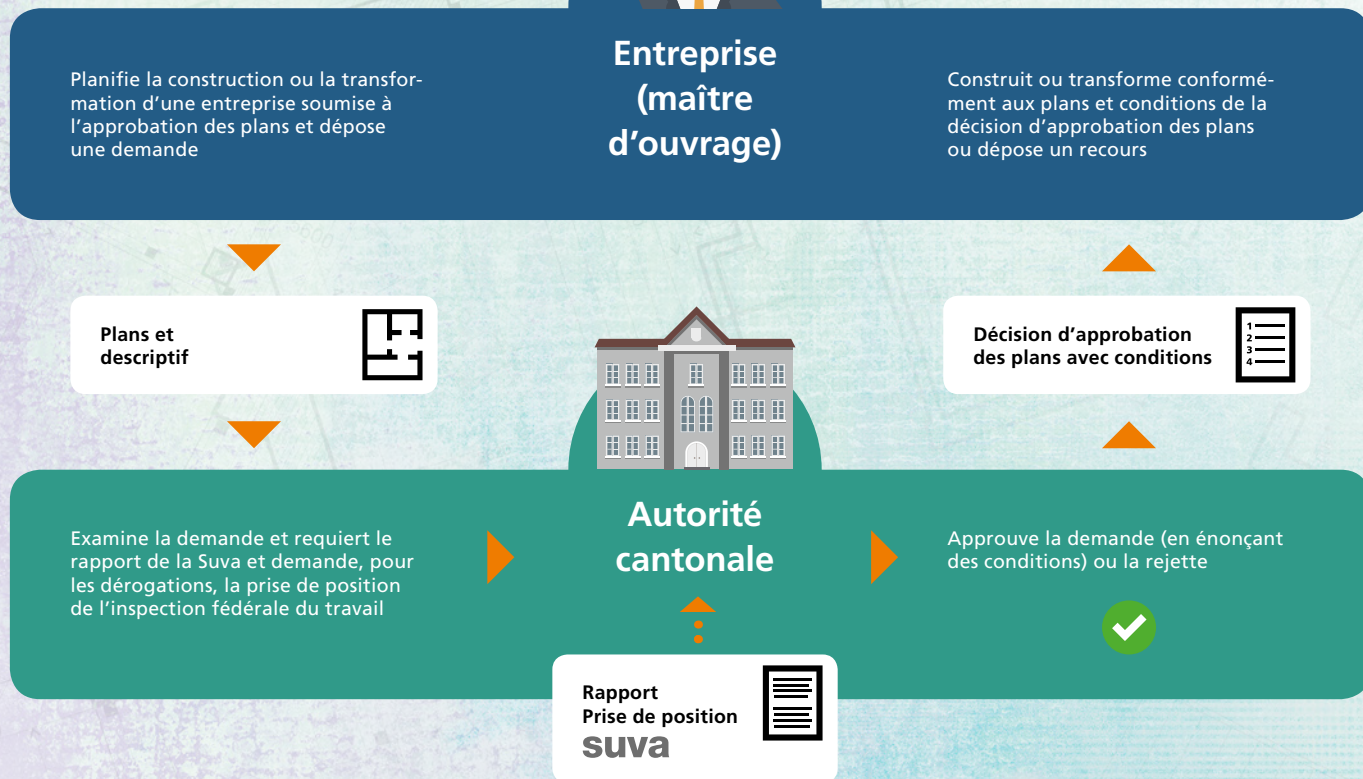 Entreprise
(maître
d'ouvrage)
Planifie la construction ou la transfor-
mation d'une entreprise soumise à
l'approbation des plans et dépose
une demande
Construit ou transforme conformé-
ment aux plans et conditions de la
décision d'approbation des plans
ou dépose un recours
Plans et
descriptif
Décision d'approbation
des plans avec conditions
1
2
3
4
Autorité
cantonale
Examine la demande et requiert le
rapport de la Suva et demande, pour
les dérogations, la prise de position
de l'inspection fédérale du travail
Approuve la demande (en énonçant
des conditions) ou la rejette
Rapport
Prise de position
suva